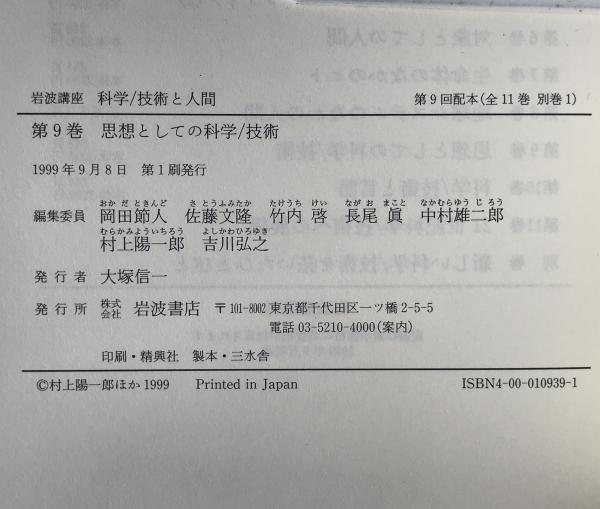 岩波講座 科学/技術と人間 第9回配本(全11巻 別巻1)
第9巻 思想としての科学/技術
1999年9月8日 第1刷発行
おかだときんど さとうふみたか たけうちけい ながおまこと なかむらゆうじろう
編集委員 岡田節人 佐藤文隆 竹内啓 長尾眞 中村雄二郎
むらかみよういちろう よしかわひろゆき
村上陽一郎 吉川弘之
発行者 大塚信一
発行所 株式会社 岩波書店 〒101-8002 東京都千代田区一ツ橋2-5-5
電話03-5210-4000(案内)
印刷・精興社 製本・三水舎
©村上陽一郎ほか1999 Printed in Japan ISBN4-00-010939-1